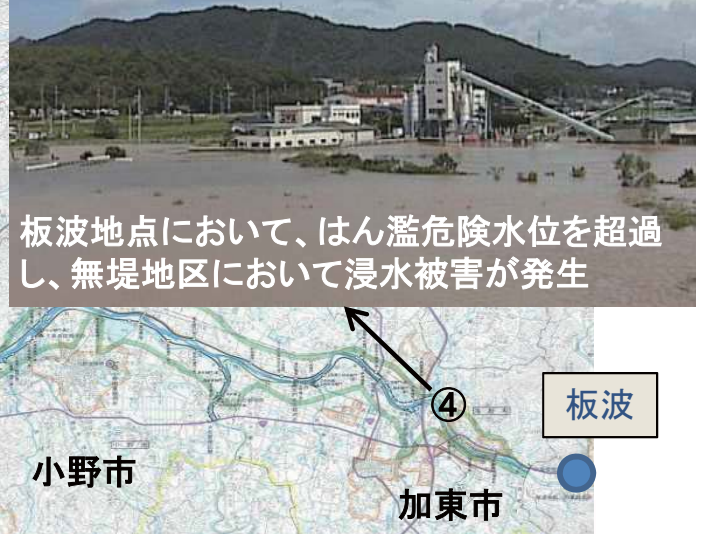 板波地点において、はん濫危険水位を超過
し、無堤地区において浸水被害が発生
④
板波
小野市
加東市